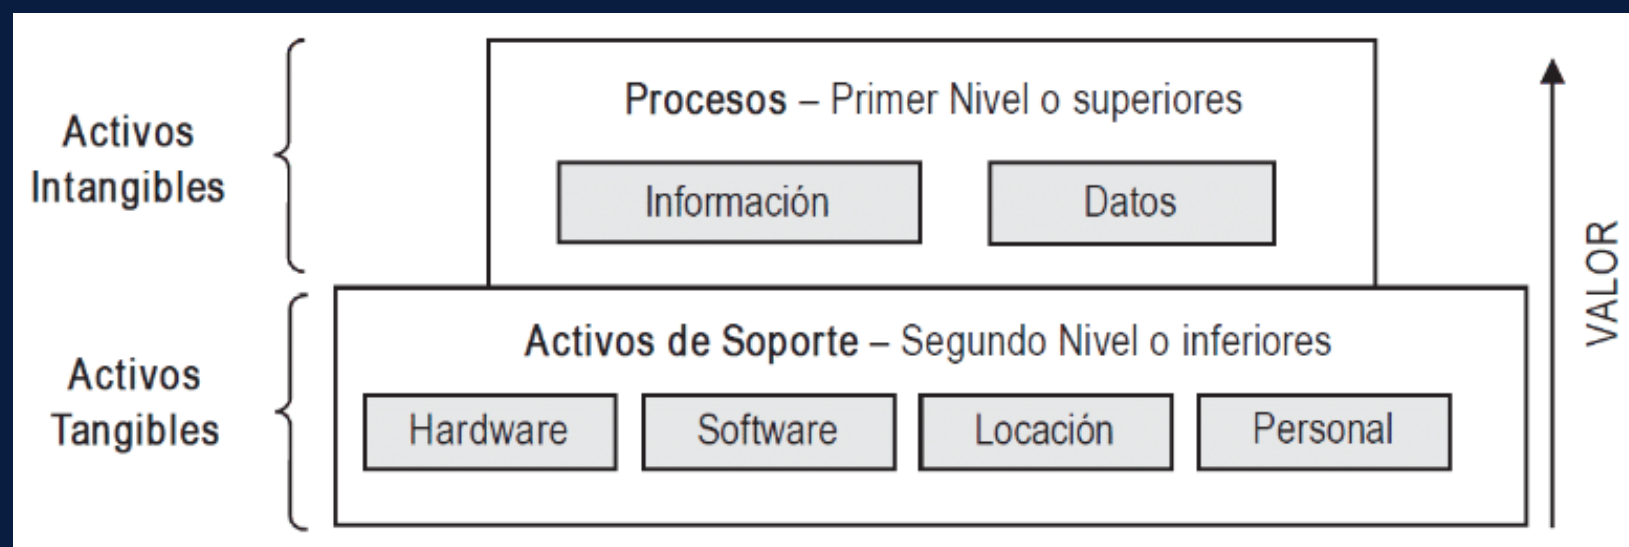 Activos
Intangibles
Procesos – Primer Nivel o superiores
Información
Datos
Activos
Tangibles
Activos de Soporte – Segundo Nivel o inferiores
Hardware
Software
Locación
Personal
VALOR